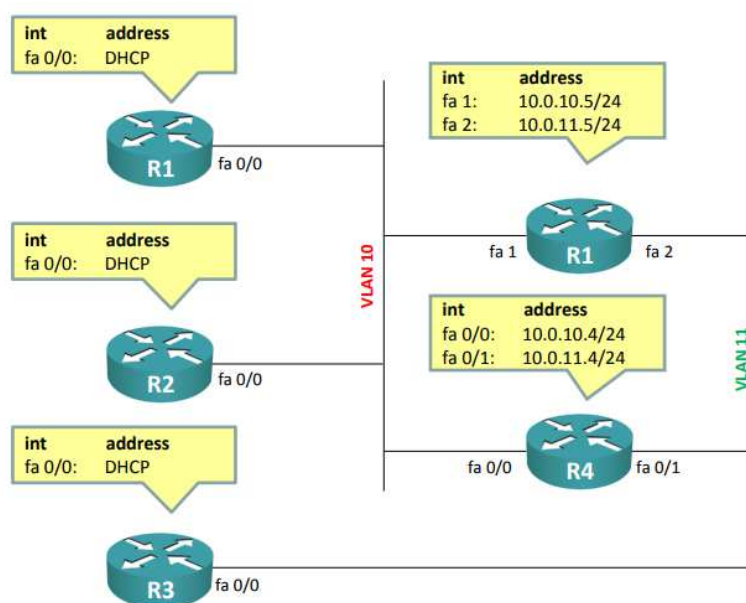 int address
fa 0/0: DHCP
R1
fa 0/0
int address
fa 0/0: DHCP
R2
fa 0/0
int address
fa 0/0: DHCP
R3
fa 0/0
VLAN 10
int address
fa 1: 10.0.10.5/24
fa 2: 10.0.11.5/24
fa 1
R1
fa 2
int address
fa 0/0: 10.0.10.4/24
fa 0/1: 10.0.11.4/24
fa 0/0
R4
fa 0/1
VLAN 11